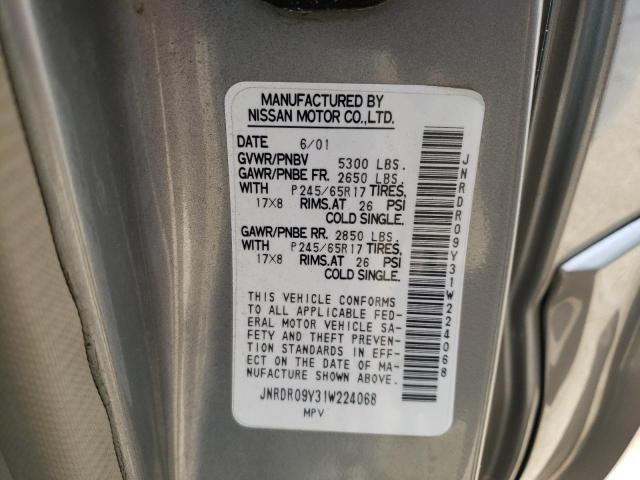 MANUFACTURED BY
NISSAN MOTOR CO.,LTD.
DATE 6/01
GVWR/PNBV 5300 LBS.
GAWR/PNBE FR. 2650 LBS.
WITH P245/65R17 TIRES,
17X8 RIMS.AT 26 PSI
COLD SINGLE.
GAWR/PNBE RR. 2850 LBS.
WITH P245/65R17 TIRES,
17X8 RIMS.AT 26 PSI
COLD SINGLE.
THIS VEHICLE CONFORMS
TO ALL APPLICABLE FED-
ERAL MOTOR VEHICLE SA-
FETY AND THEFT PREVEN-
TION STANDARDS IN EFF-
ECT ON THE DATE OF MA-
NUFACTURE SHOWN ABOVE.
JNRDR09Y31W224068
MPV
JNRDR09Y31W224068